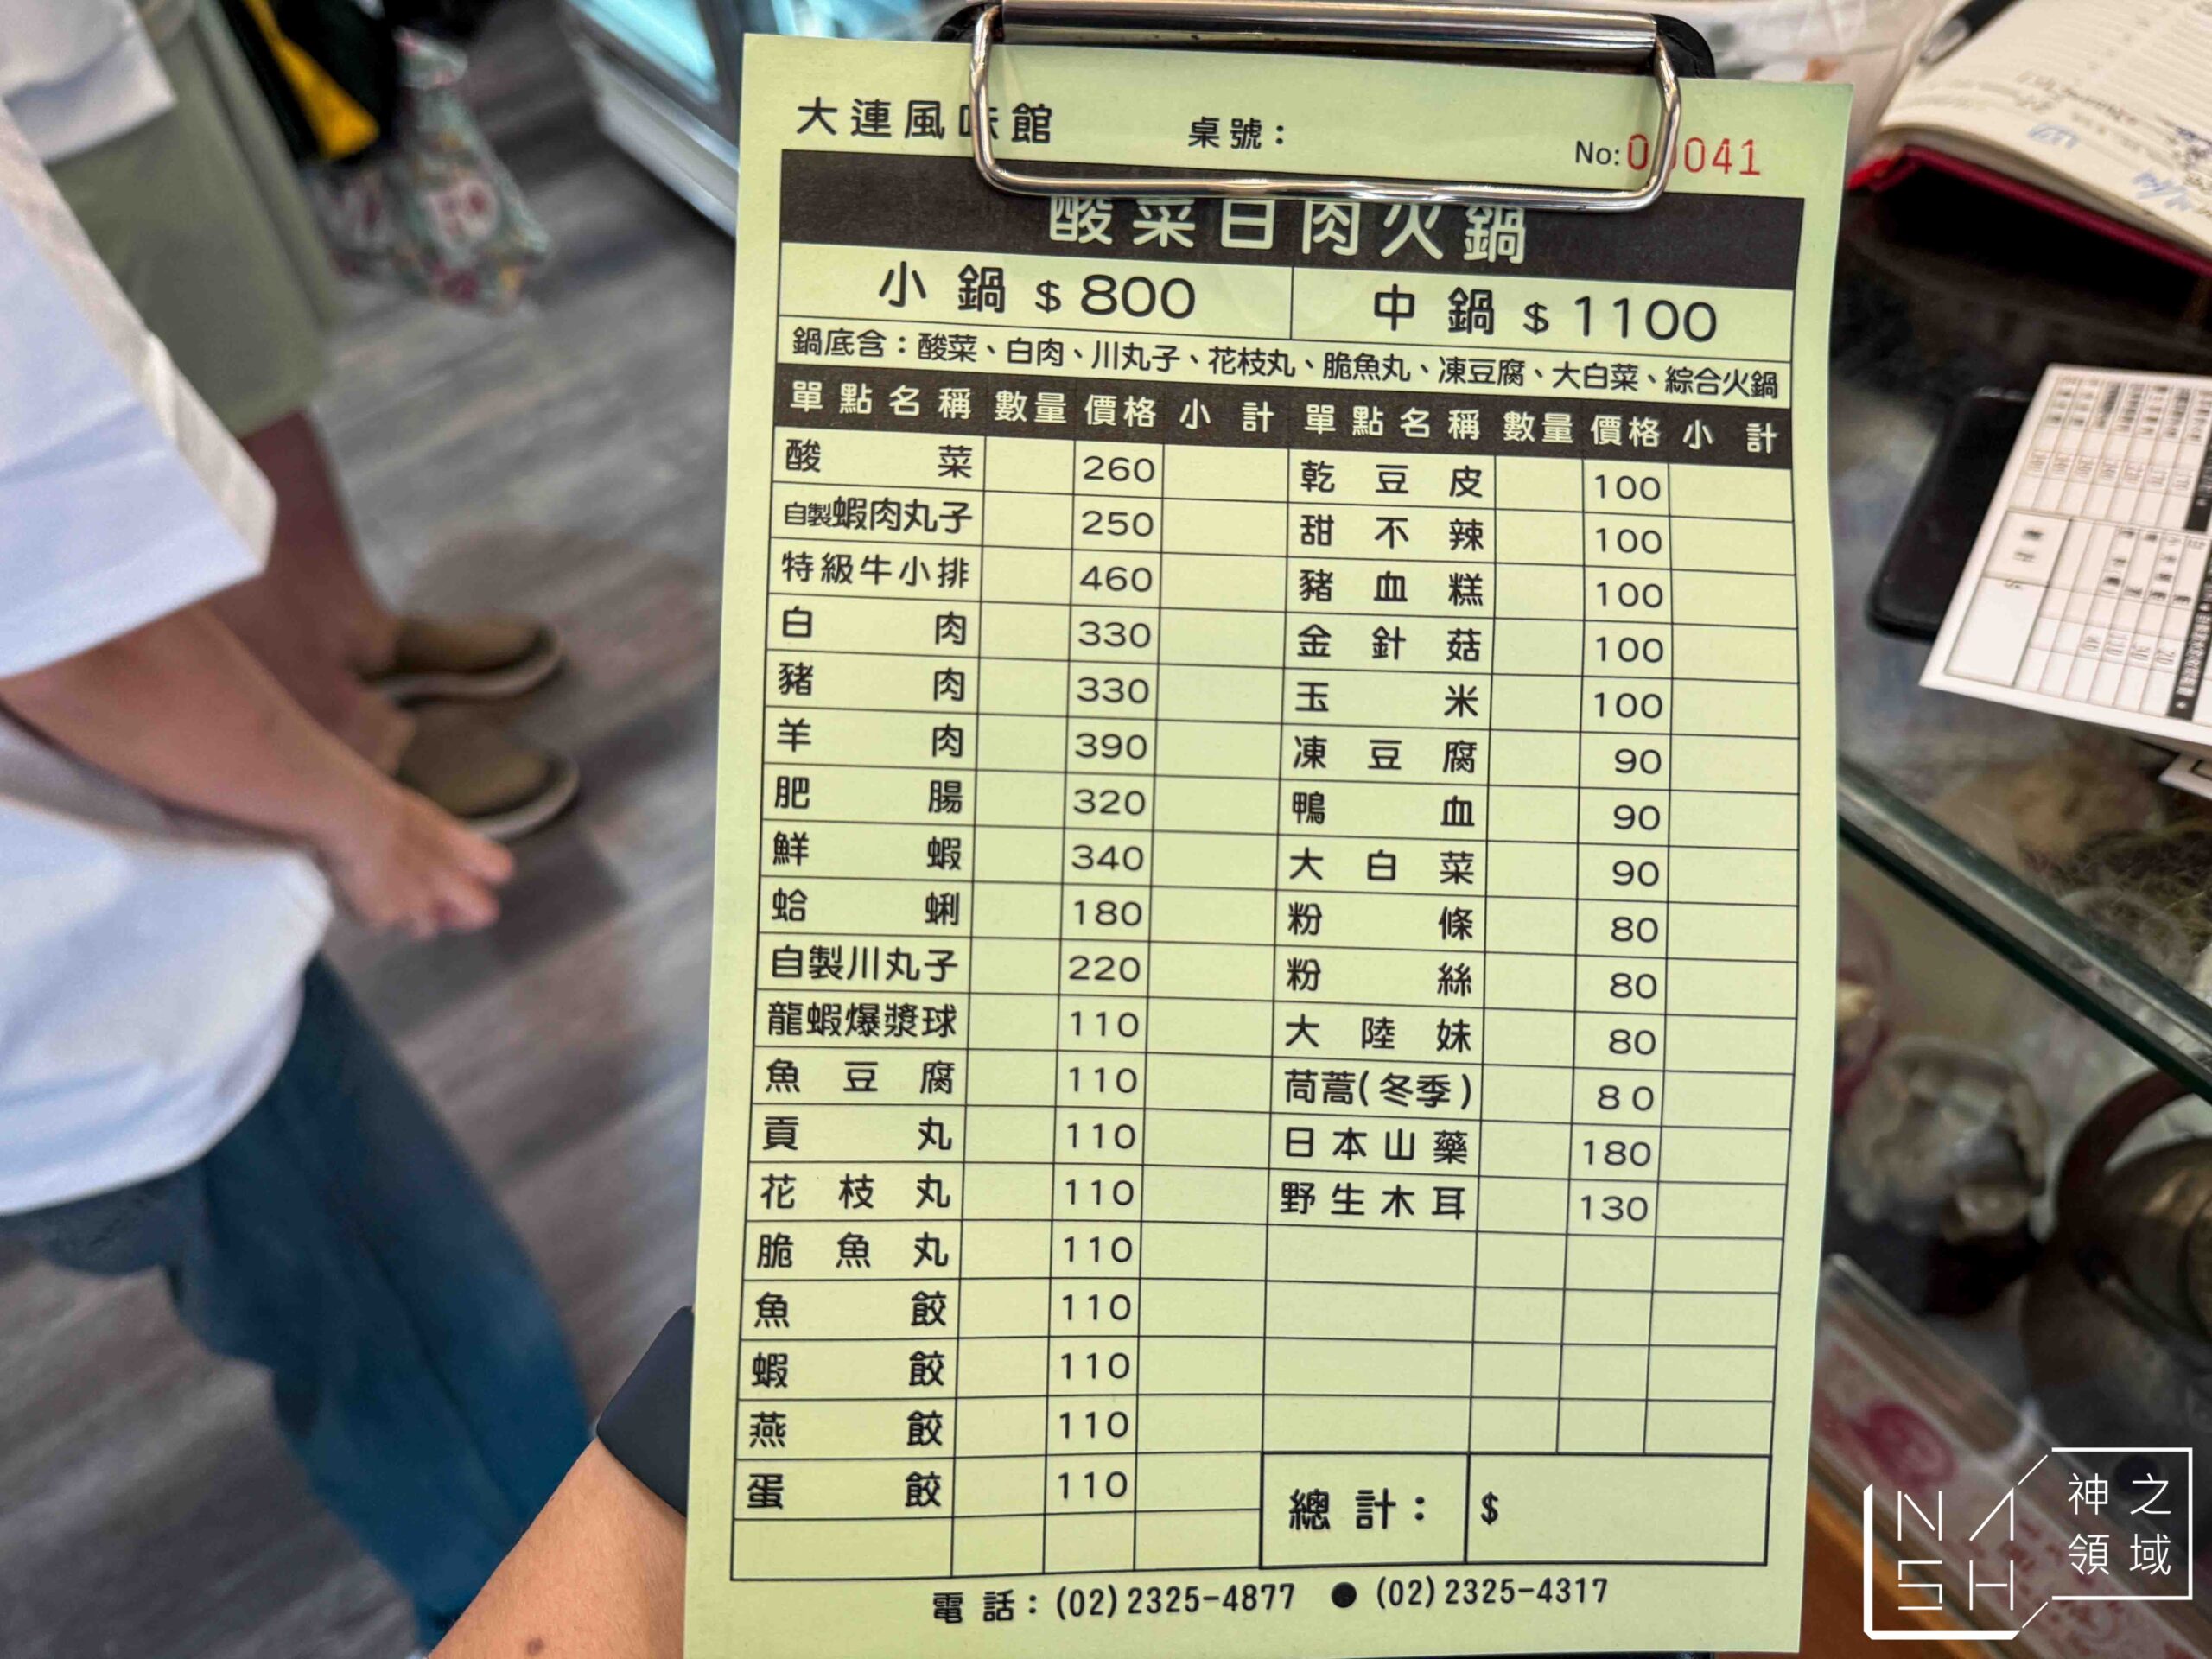 大連風味館 桌號： No:00041
酸菜白肉火鍋
小鍋 $800 中鍋 $1100
鍋底含：酸菜、白肉、川丸子、花枝丸、脆魚丸、凍豆腐、大白菜、綜合火鍋
單點名稱 數量 價格 小計 單點名稱 數量 價格 小計
酸菜 260 乾豆皮 100
自製蝦肉丸子 250 甜不辣 100
特級牛小排 460 豬血糕 100
白肉 330 金針菇 100
豬肉 330 玉米 100
羊肉 390 凍豆腐 90
肥腸 320 鴨血 90
鮮蝦 340 大白菜 90
蛤蜊 180 粉條 80
自製川丸子 220 粉絲 80
龍蝦爆漿球 110 大陸妹 80
魚豆腐 110 茼蒿(冬季) 80
貢丸 110 日本山藥 180
花枝丸 110 野生木耳 130
脆魚丸 110
魚餃 110
蝦餃 110
燕餃 110
蛋餃 110
總計： $
電話：(02)2325-4877 ● (02)2325-4317
NASH
神之領域